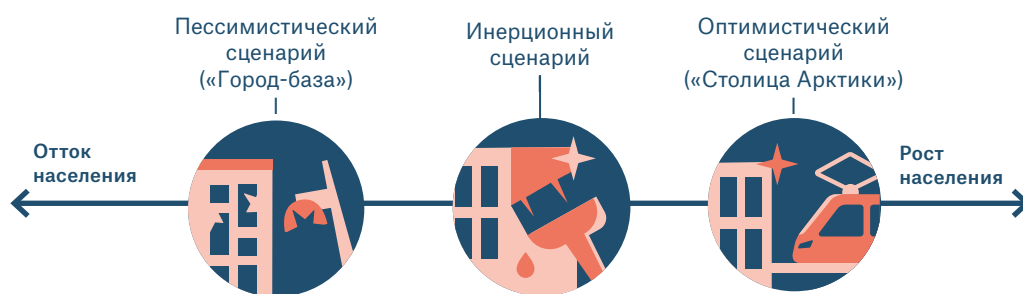 Пессимистический
сценарий
(«Город-база»)
Инерционный
сценарий
Оптимистический
сценарий
(«Столица Арктики»)
Отток
населения
Рост
населения